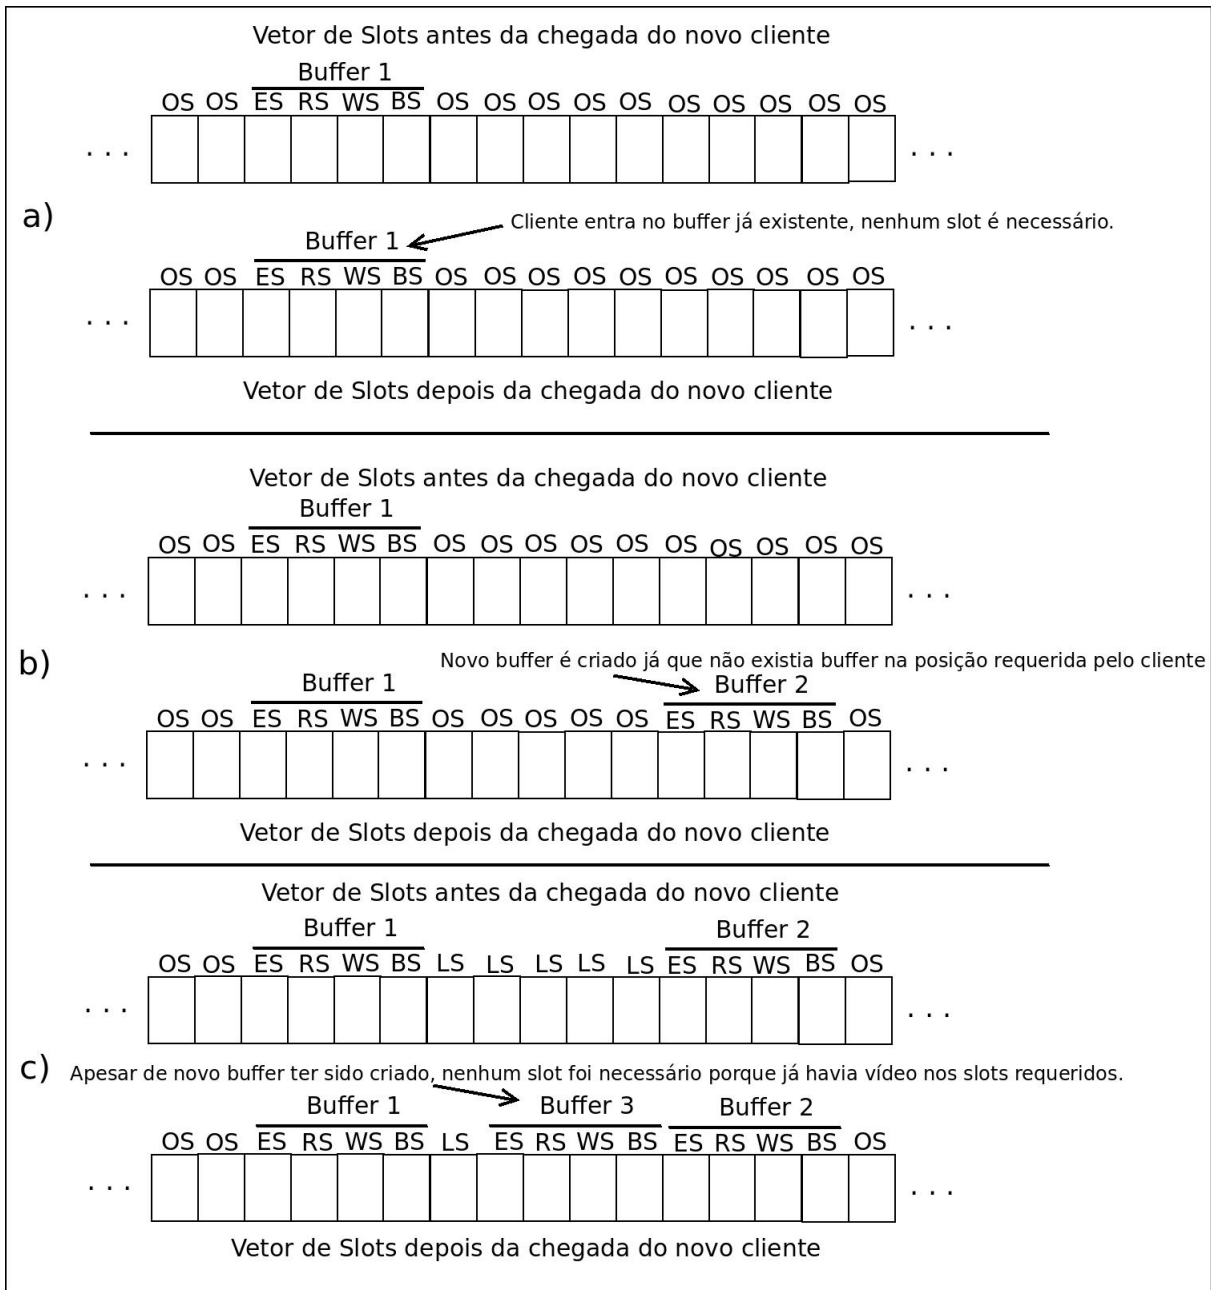 Vetor de Slots antes da chegada do novo cliente
Buffer 1
OS OS ES RS WS BS OS OS OS OS OS OS OS OS OS OS
. . . . . .
a)
Cliente entra no buffer já existente, nenhum slot é necessário.
Buffer 1
OS OS ES RS WS BS OS OS OS OS OS OS OS OS OS OS
. . . . . .
Vetor de Slots depois da chegada do novo cliente
Vetor de Slots antes da chegada do novo cliente
Buffer 1
OS OS ES RS WS BS OS OS OS OS OS OS OS OS OS OS
. . . . . .
b)
Novo buffer é criado já que não existia buffer na posição requerida pelo cliente
Buffer 1 Buffer 2
OS OS ES RS WS BS OS OS OS OS OS ES RS WS BS OS
. . . . . .
Vetor de Slots depois da chegada do novo cliente
Vetor de Slots antes da chegada do novo cliente
Buffer 1 Buffer 2
OS OS ES RS WS BS LS LS LS LS LS ES RS WS BS OS
. . . . . .
c) Apesar de novo buffer ter sido criado, nenhum slot foi necessário porque já havia vídeo nos slots requeridos.
Buffer 1 Buffer 3 Buffer 2
OS OS ES RS WS BS LS ES RS WS BS ES RS WS BS OS
. . . . . .
Vetor de Slots depois da chegada do novo cliente